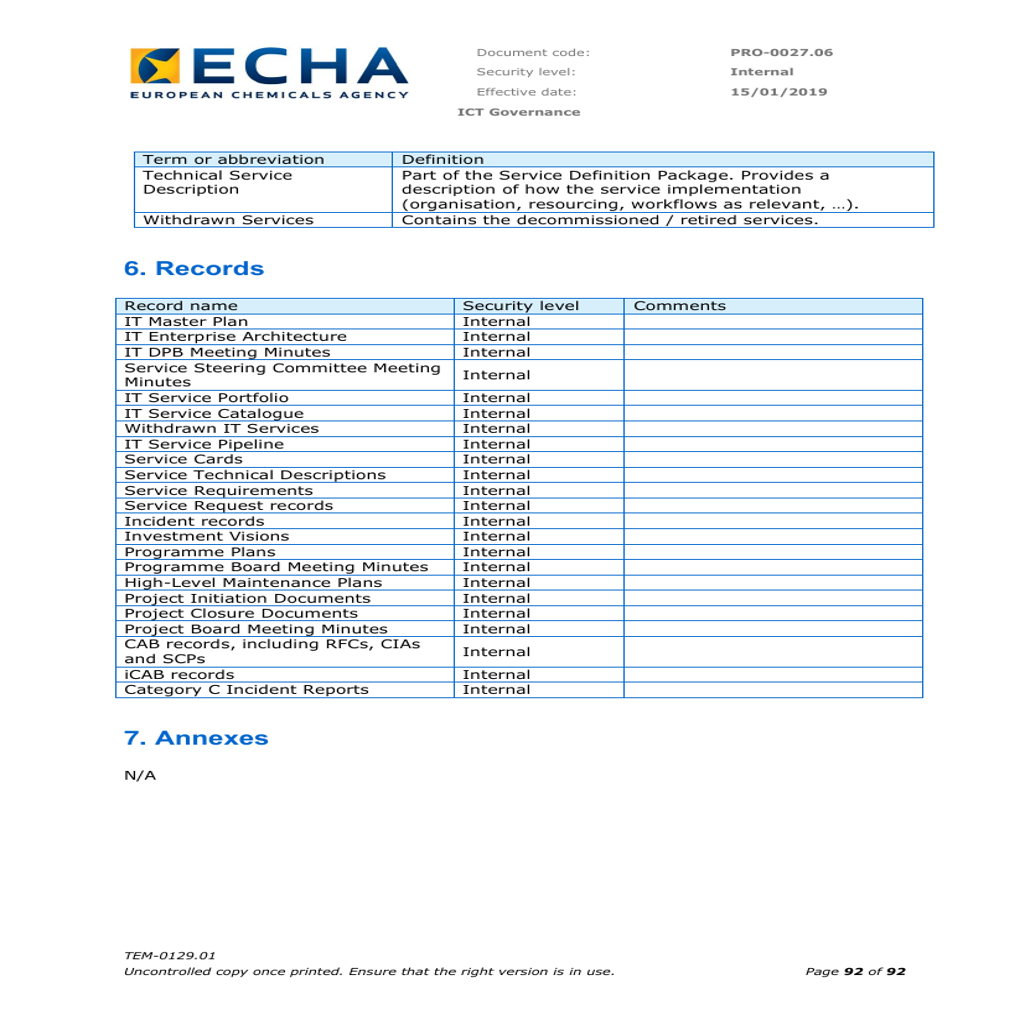 ECHA
EUROPEAN CHEMICALS AGENCY
Document code: PRO-0027.06
Security level: Internal
Effective date: 15/01/2019
ICT Governance
Term or abbreviation Definition
Technical Service Description Part of the Service Definition Package. Provides a
description of how the service implementation
(organisation, resourcing, workflows as relevant, …).
Withdrawn Services Contains the decommissioned / retired services.
6. Records
Record name Security level Comments
IT Master Plan Internal
IT Enterprise Architecture Internal
IT DPB Meeting Minutes Internal
Service Steering Committee Meeting
Minutes Internal
IT Service Portfolio Internal
IT Service Catalogue Internal
Withdrawn IT Services Internal
IT Service Pipeline Internal
Service Cards Internal
Service Technical Descriptions Internal
Service Requirements Internal
Service Request records Internal
Incident records Internal
Investment Visions Internal
Programme Plans Internal
Programme Board Meeting Minutes Internal
High-Level Maintenance Plans Internal
Project Initiation Documents Internal
Project Closure Documents Internal
Project Board Meeting Minutes Internal
CAB records, including RFCs, CIAs
and SCPs Internal
iCAB records Internal
Category C Incident Reports Internal
7. Annexes
N/A
TEM-0129.01
Uncontrolled copy once printed. Ensure that the right version is in use. Page 92 of 92